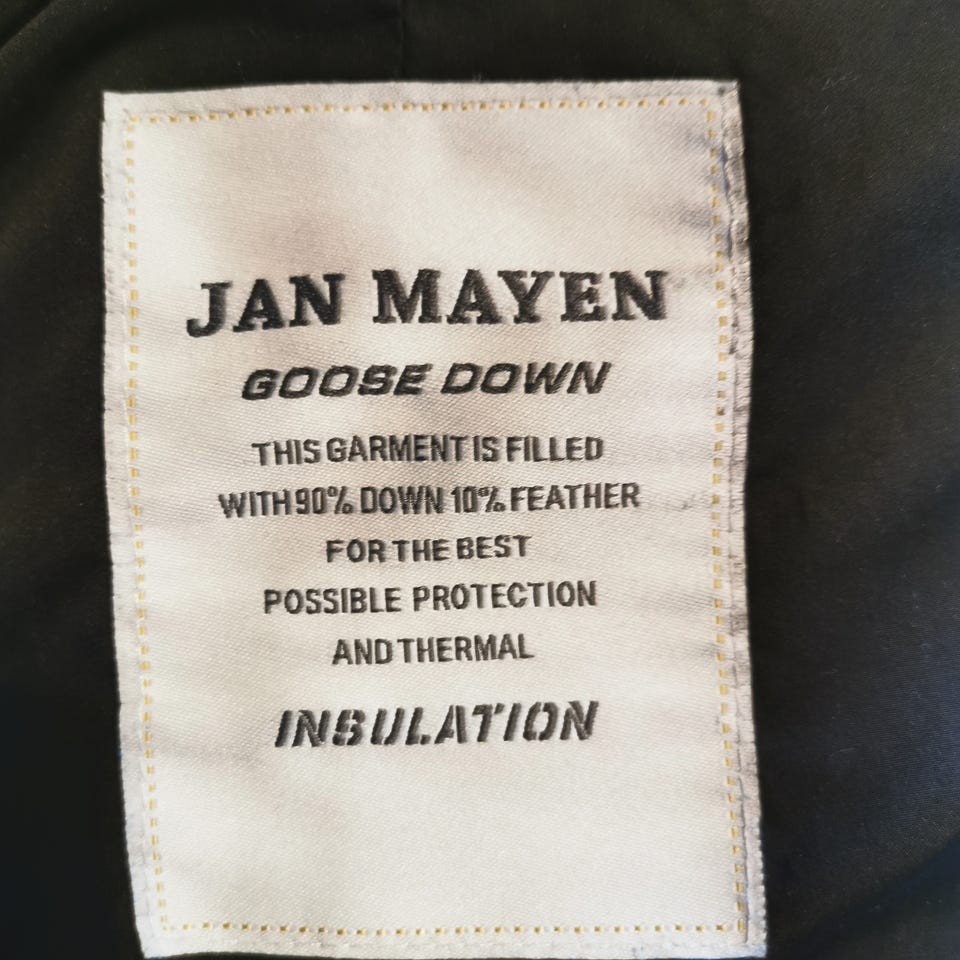 JAN MAYEN
GOOSE DOWN
THIS GARMENT IS FILLED
WITH 90% DOWN 10% FEATHER
FOR THE BEST
POSSIBLE PROTECTION
AND THERMAL
INSULATION